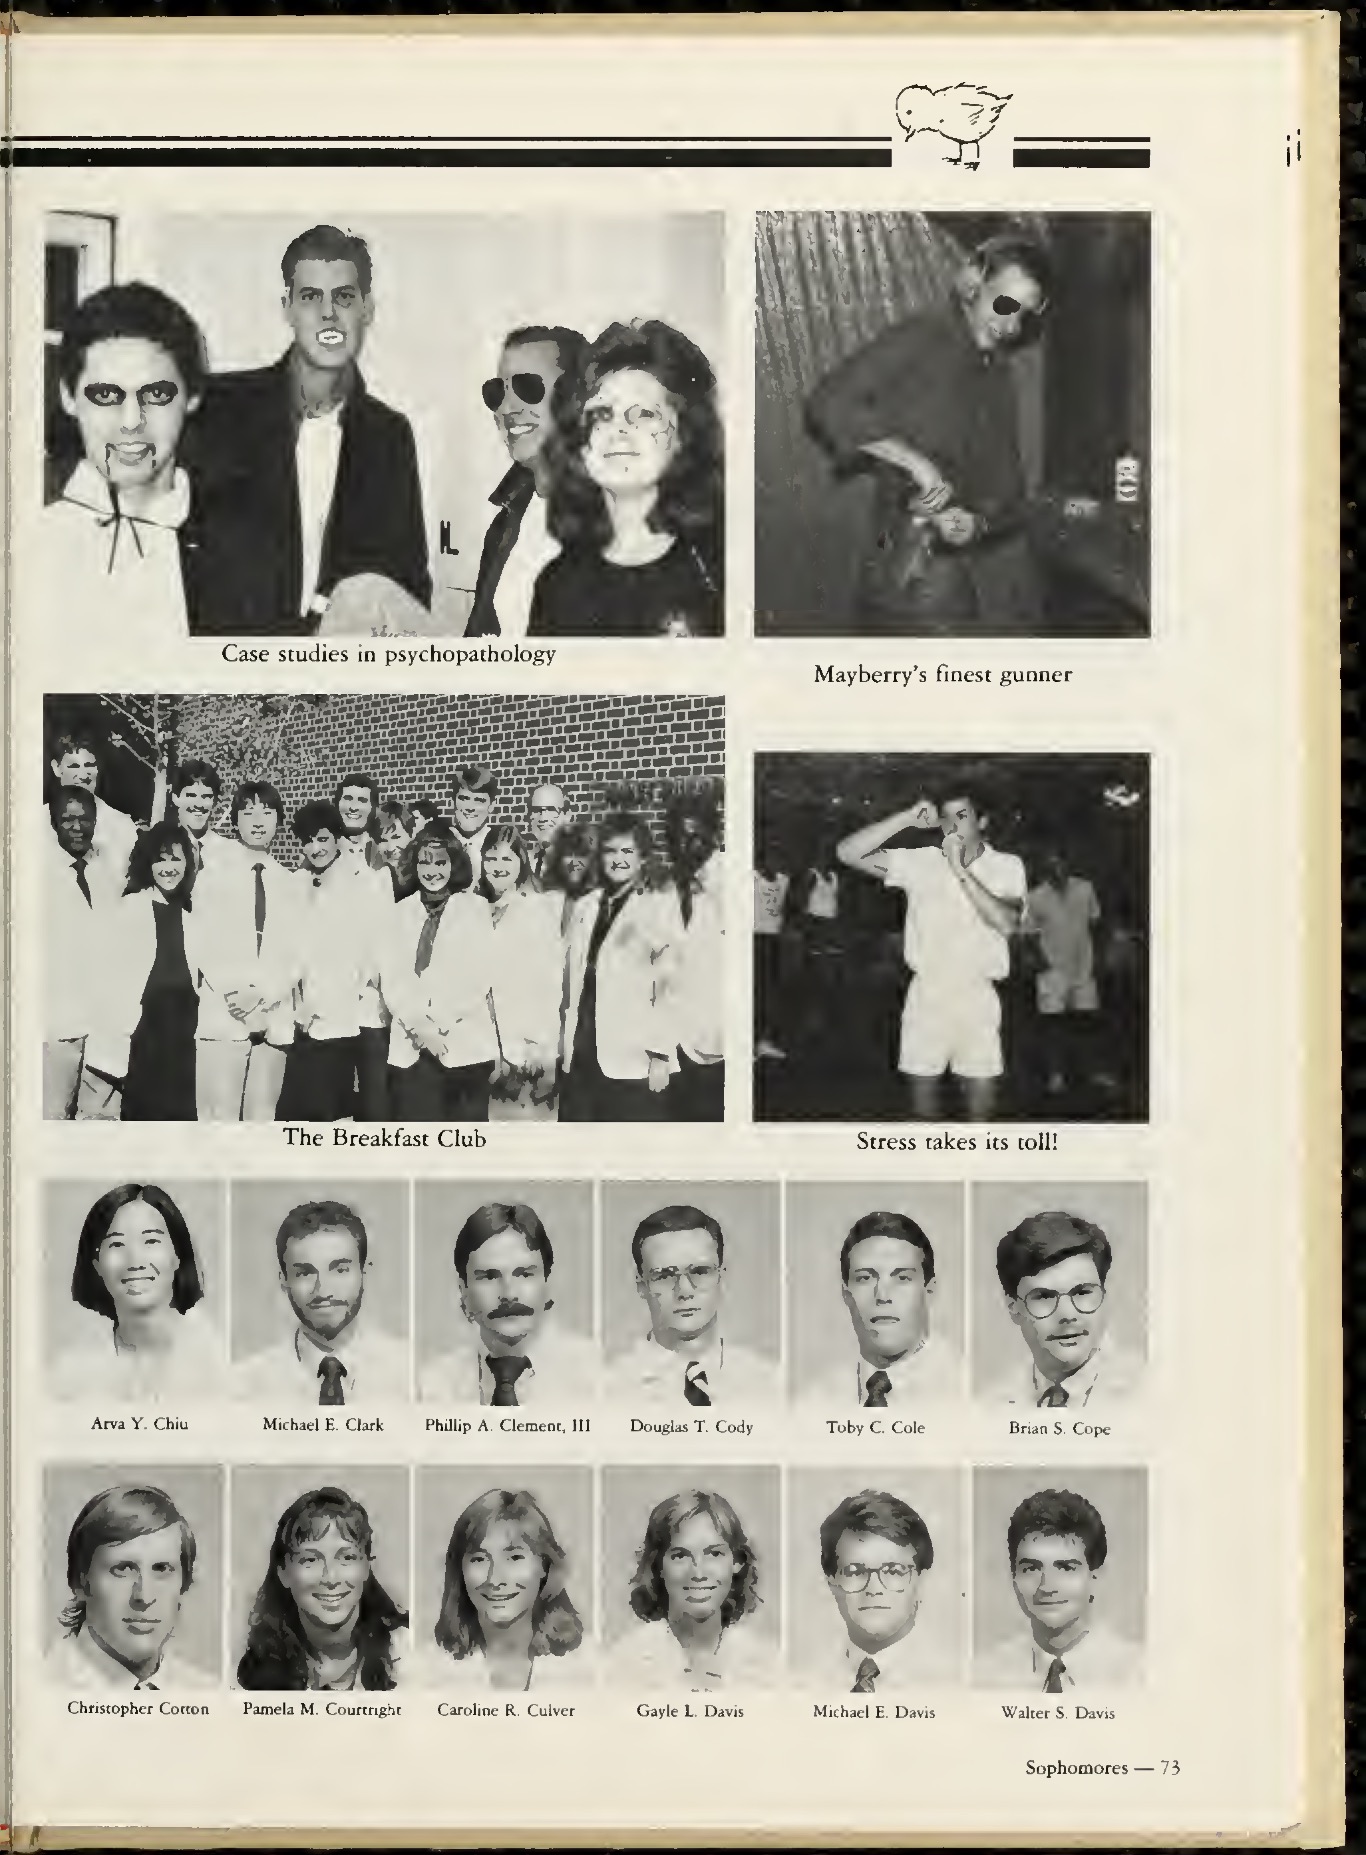 Case studies in psychopathology
Mayberry's finest gunner
The Breakfast Club
Stress takes its toll!
Arva Y. Chiu
Michael E. Clark
Phillip A. Clement, III
Douglas T. Cody
Toby C. Cole
Brian S. Cope
Christopher Cotton
Pamela M. Courtright
Caroline R. Culver
Gayle L. Davis
Michael E. Davis
Walter S. Davis
Sophomores — 73